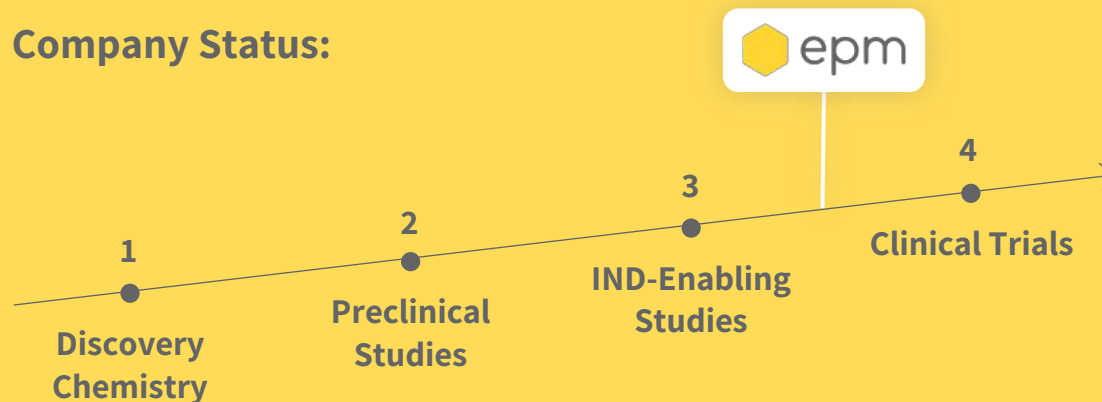 Company Status:
epm
1
Discovery
Chemistry
2
Preclinical
Studies
3
IND-Enabling
Studies
4
Clinical Trials